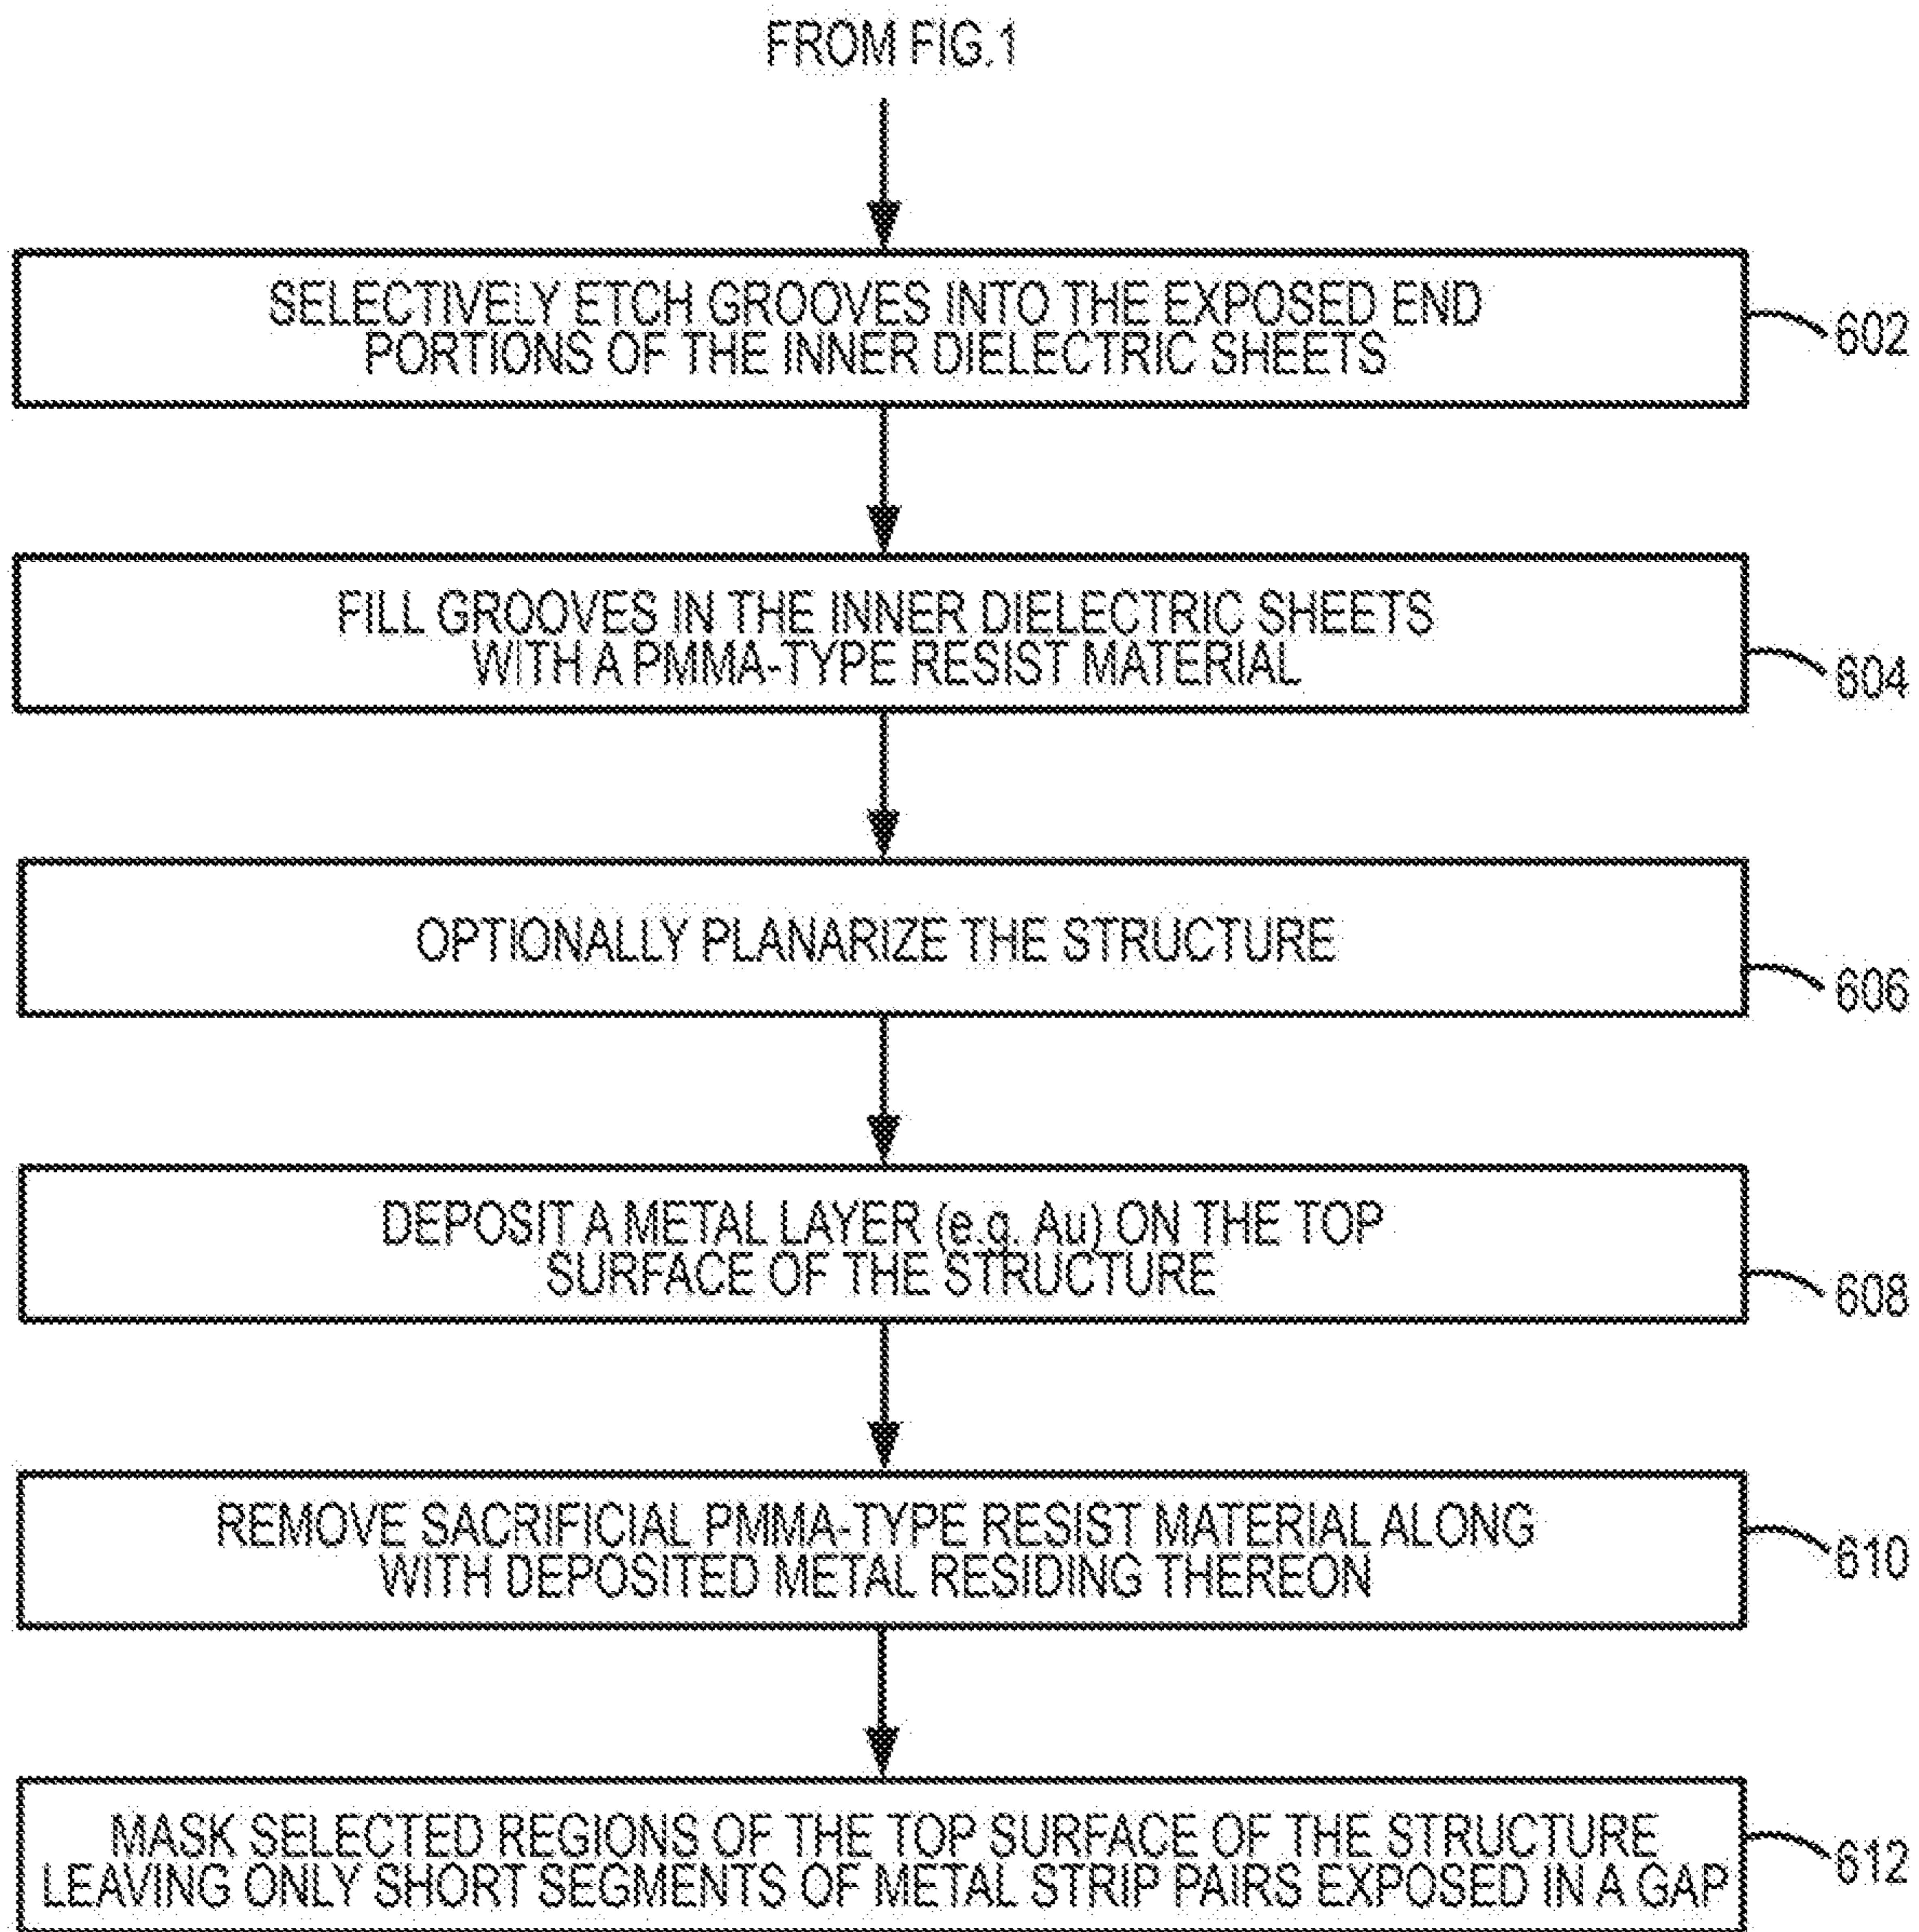 FROM FIG.1
SELECTIVELY ETCH GROOVES INTO THE EXPOSED END
PORTIONS OF THE INNER DIELECTRIC SHEETS
602
FILL GROOVES IN THE INNER DIELECTRIC SHEETS
WITH A PMMA-TYPE RESIST MATERIAL
604
OPTIONALLY PLANARIZE THE STRUCTURE
606
DEPOSIT A METAL LAYER (e.g. Au) ON THE TOP
SURFACE OF THE STRUCTURE
608
REMOVE SACRIFICIAL PMMA-TYPE RESIST MATERIAL ALONG
WITH DEPOSITED METAL RESIDING THEREON
610
MASK SELECTED REGIONS OF THE TOP SURFACE OF THE STRUCTURE
LEAVING ONLY SHORT SEGMENTS OF METAL STRIP PAIRS EXPOSED IN A GAP
612